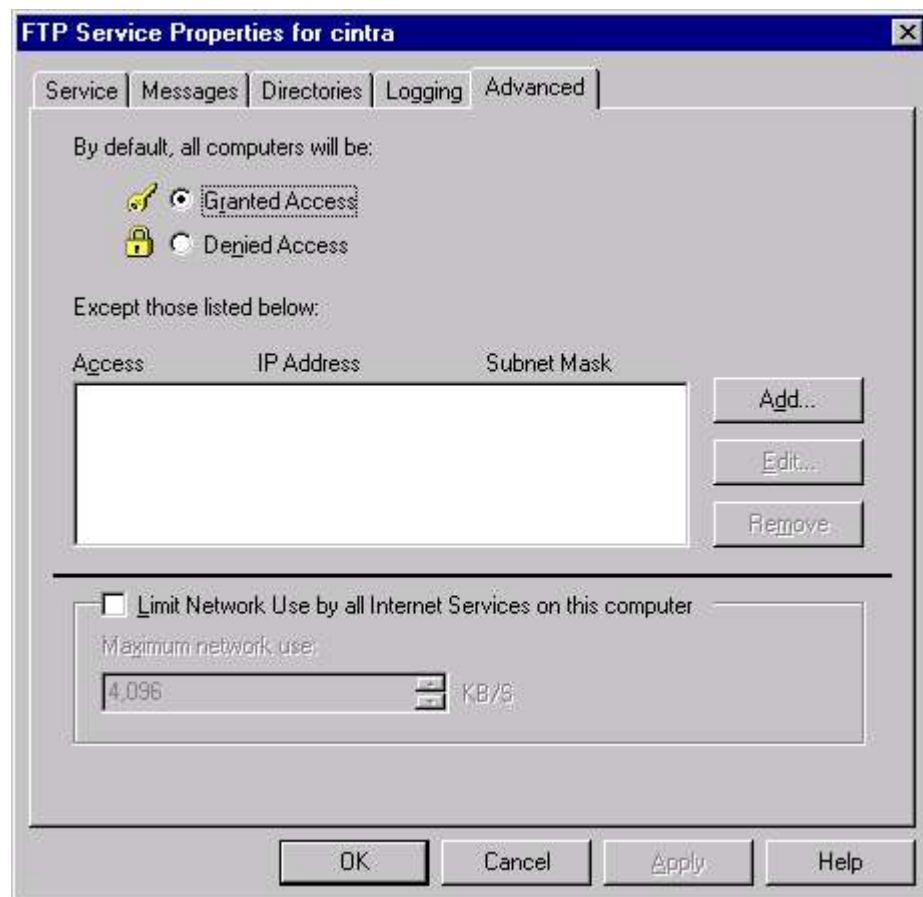 FTP Service Properties for cintra
Service Messages Directories Logging Advanced
By default, all computers will be:
Granted Access
Denied Access
Except those listed below:
Access IP Address Subnet Mask
Add...
Edit...
Remove
Limit Network Use by all Internet Services on this computer
Maximum network use:
4,096 KB/S
OK Cancel Apply Help